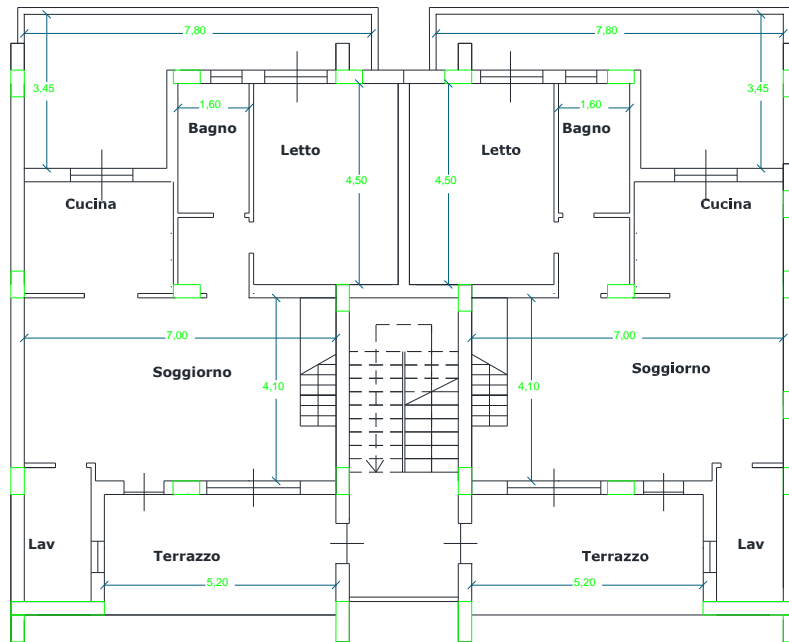 7,80
7,80
3,45
3,45
1,60
1,60
Bagno
Bagno
Letto
Letto
4,50
4,50
Cucina
Cucina
7,00
7,00
Soggiorno
Soggiorno
4,10
4,10
Lav
Terrazzo
Terrazzo
Lav
5,20
5,20